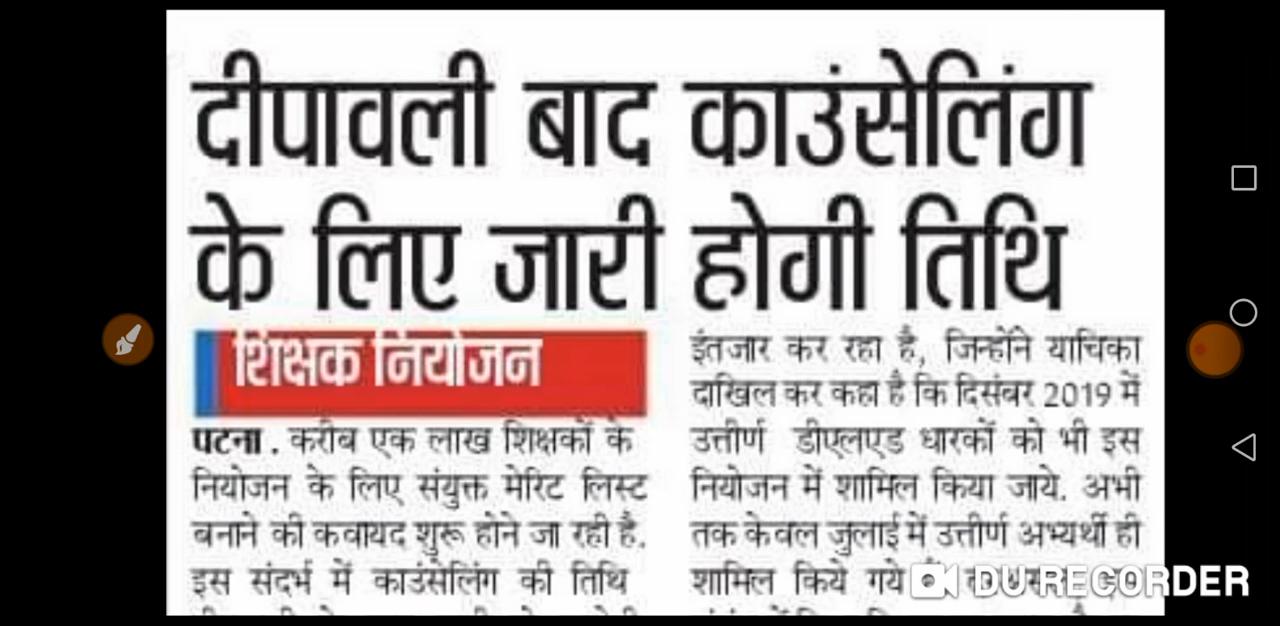 दीपावली बाद काउंसेलिंग
के लिए जारी होगी तिथि
शिक्षक नियोजन
पटना. करीब एक लाख शिक्षकों के
नियोजन के लिए संयुक्त मेरिट लिस्ट
बनाने की कवायद शुरू होने जा रही है.
इस संदर्भ में काउंसेलिंग की तिथि
इंतजार कर रहा है, जिन्होंने याचिका
दाखिल कर कहा है कि दिसंबर 2019 में
उत्तीर्ण डीएलएड धारकों को भी इस
नियोजन में शामिल किया जाये. अभी
तक केवल जुलाई में उत्तीर्ण अभ्यर्थी ही
शामिल किये गये
DU RECORDER